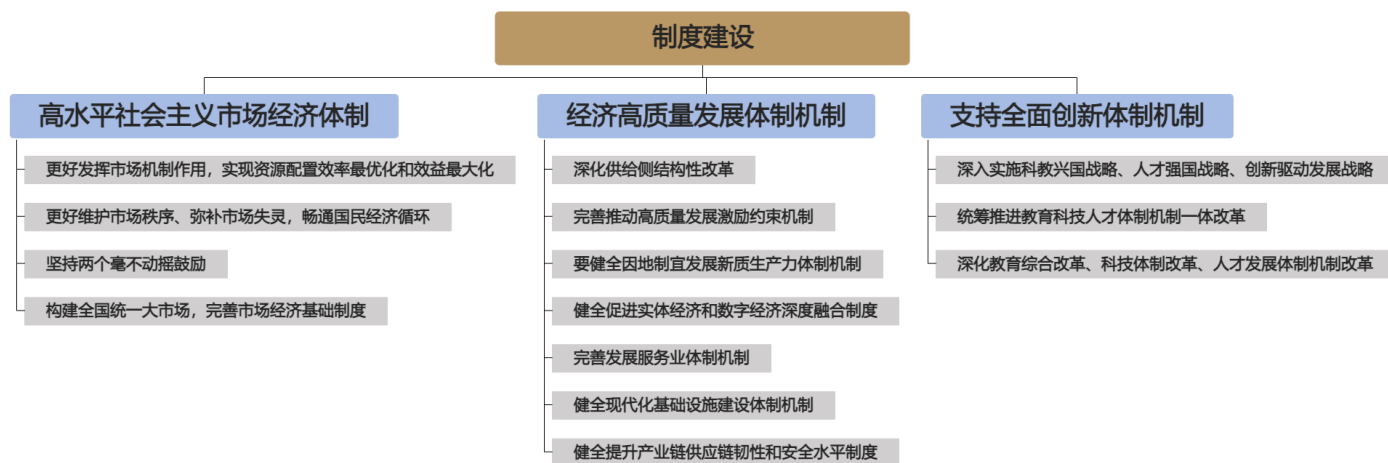 制度建设
高水平社会主义市场经济体制
更好发挥市场机制作用，实现资源配置效率最优化和效益最大化
更好维护市场秩序、弥补市场失灵，畅通国民经济循环
坚持两个毫不动摇鼓励
构建全国统一大市场，完善市场经济基础制度
经济高质量发展体制机制
深化供给侧结构性改革
完善推动高质量发展激励约束机制
要健全因地制宜发展新质生产力体制机制
健全促进实体经济和数字经济深度融合制度
完善发展服务业体制机制
健全现代化基础设施建设体制机制
健全提升产业链供应链韧性和安全水平制度
支持全面创新体制机制
深入实施科教兴国战略、人才强国战略、创新驱动发展战略
统筹推进教育科技人才体制机制一体改革
深化教育综合改革、科技体制改革、人才发展体制机制改革